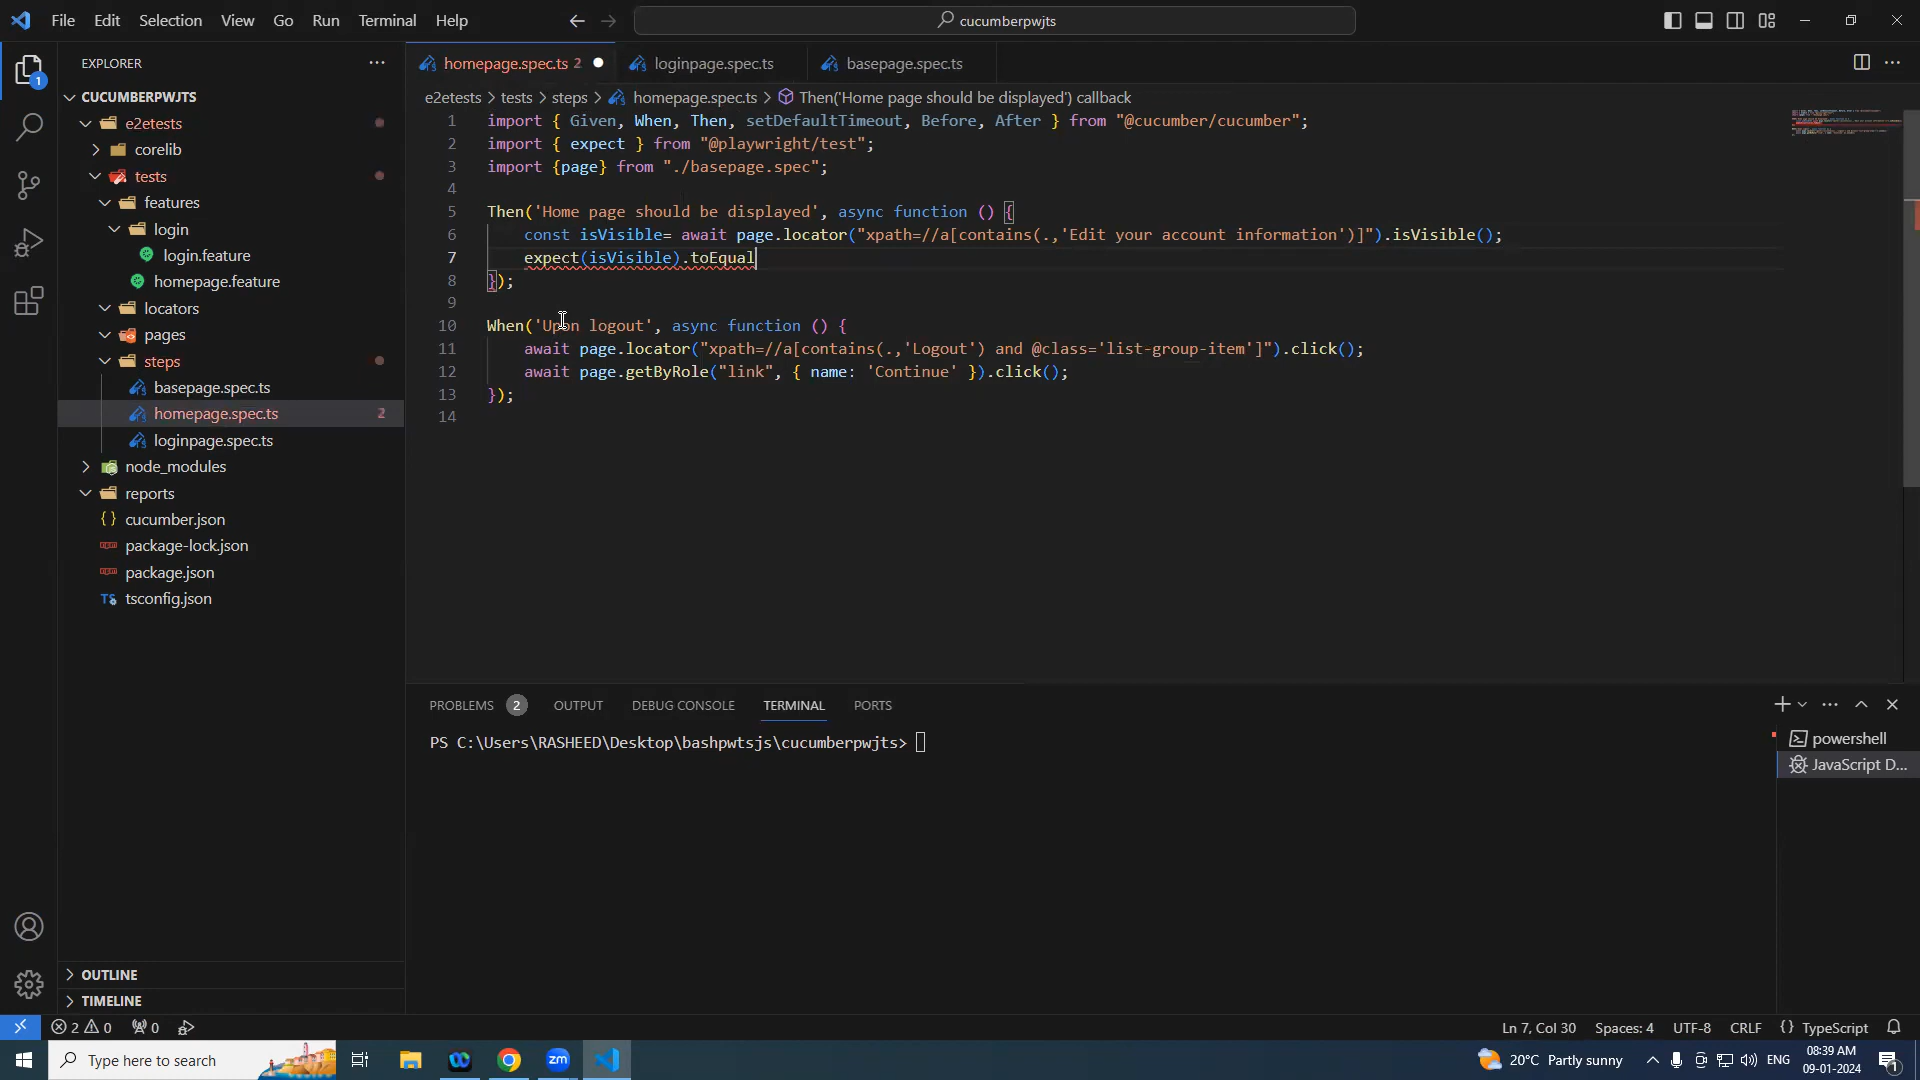 File Edit Selection View Go Run Terminal Help
cucumberpwjts
EXPLORER
CUCUMBERPWJTS
e2etests
corelib
tests
features
login
login.feature
homepage.feature
locators
pages
steps
basepage.spec.ts
homepage.spec.ts 2
loginpage.spec.ts
node_modules
reports
cucumber.json
package-lock.json
package.json
tsconfig.json
OUTLINE
TIMELINE
homepage.spec.ts 2 loginpage.spec.ts basepage.spec.ts
e2etests > tests > steps > homepage.spec.ts > Then('Home page should be displayed') callback
1 import { Given, When, Then, setDefaultTimeout, Before, After } from "@cucumber/cucumber";
2 import { expect } from "@playwright/test";
3 import {page} from "./basepage.spec";
4
5 Then('Home page should be displayed', async function () {
6 const isVisible= await page.locator("xpath=//a[contains(.,'Edit your account information')]").isVisible();
7 expect(isVisible).toEqual
8 });
9
10 When('Upon logout', async function () {
11 await page.locator("xpath=//a[contains(.,'Logout') and @class='list-group-item']").click();
12 await page.getByRole("link", { name: 'Continue' }).click();
13 });
14
PROBLEMS 2 OUTPUT DEBUG CONSOLE TERMINAL PORTS
PS C:\Users\RASHEED\Desktop\bashpwtsjs\cucumberpwjts>
powershell
JavaScript D...
2 0 0 Ln 7, Col 30 Spaces: 4 UTF-8 CRLF {} TypeScript
Type here to search
zm
20°C Partly sunny
ENG
08:39 AM
09-01-2024
1